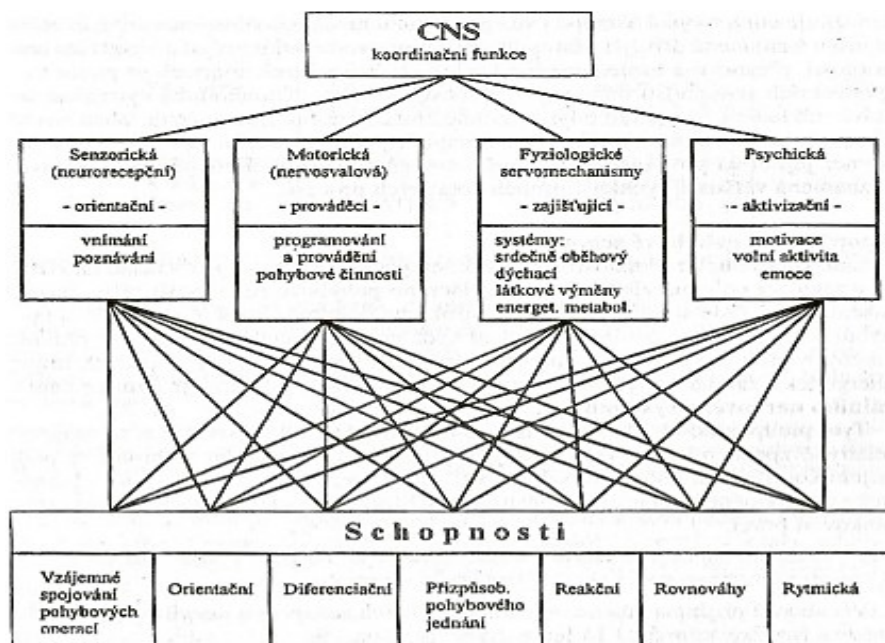 CNS
koordinační funkce
Senzorická
(neurorecepční)
- orientační -
vnímání
poznávání
Motorická
(nervosvalová)
- prováděcí -
programování
a provádění
pohybové činnosti
Fyziologické
servomechanismy
- zajišťující -
systémy:
srdečně oběhový
dýchací
látkové výměny
energet. metabol.
Psychická
- aktivizační -
motivace
volní aktivita
emoce
Schopnosti
Vzájemné
spojování
pohybových
operací
Orientační
Diferenciační
Přizpůsob.
pohybového
jednání
Reakční
Rovnováhy
Rytmická